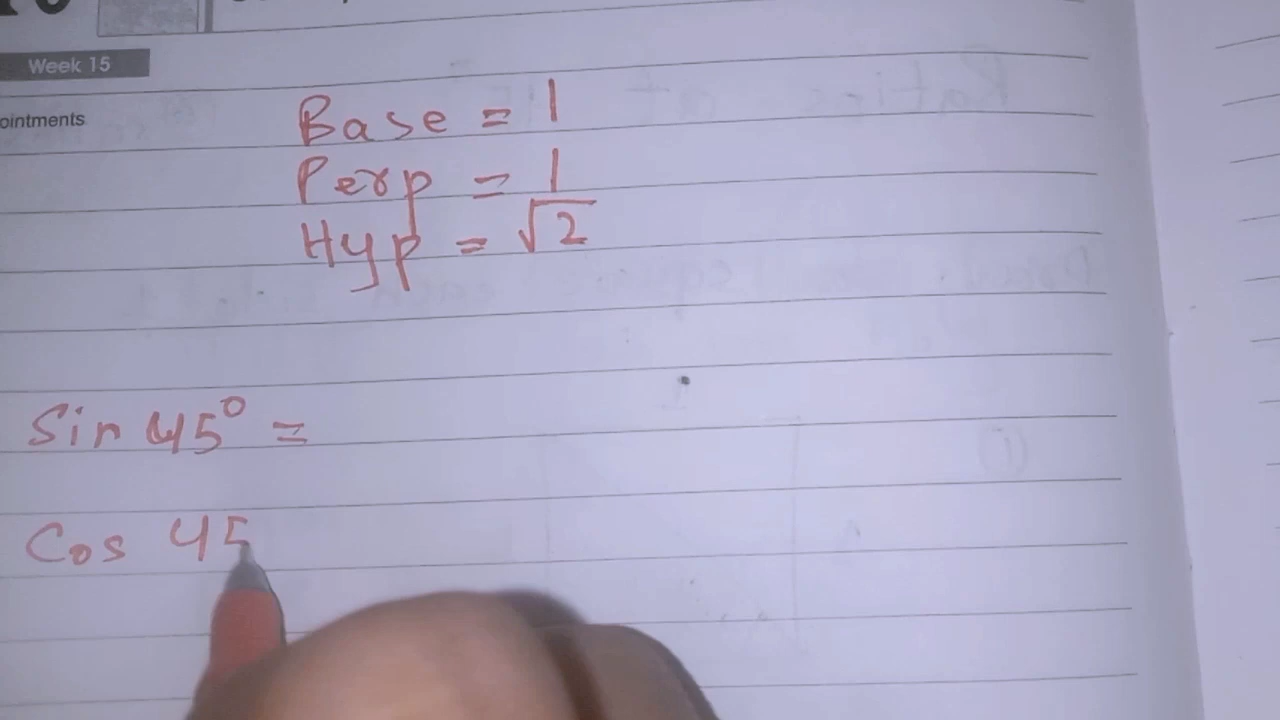 Week 15
ointments
Base = 1
Perp = 1
Hyp = √2
Sin 45° =
Cos 45